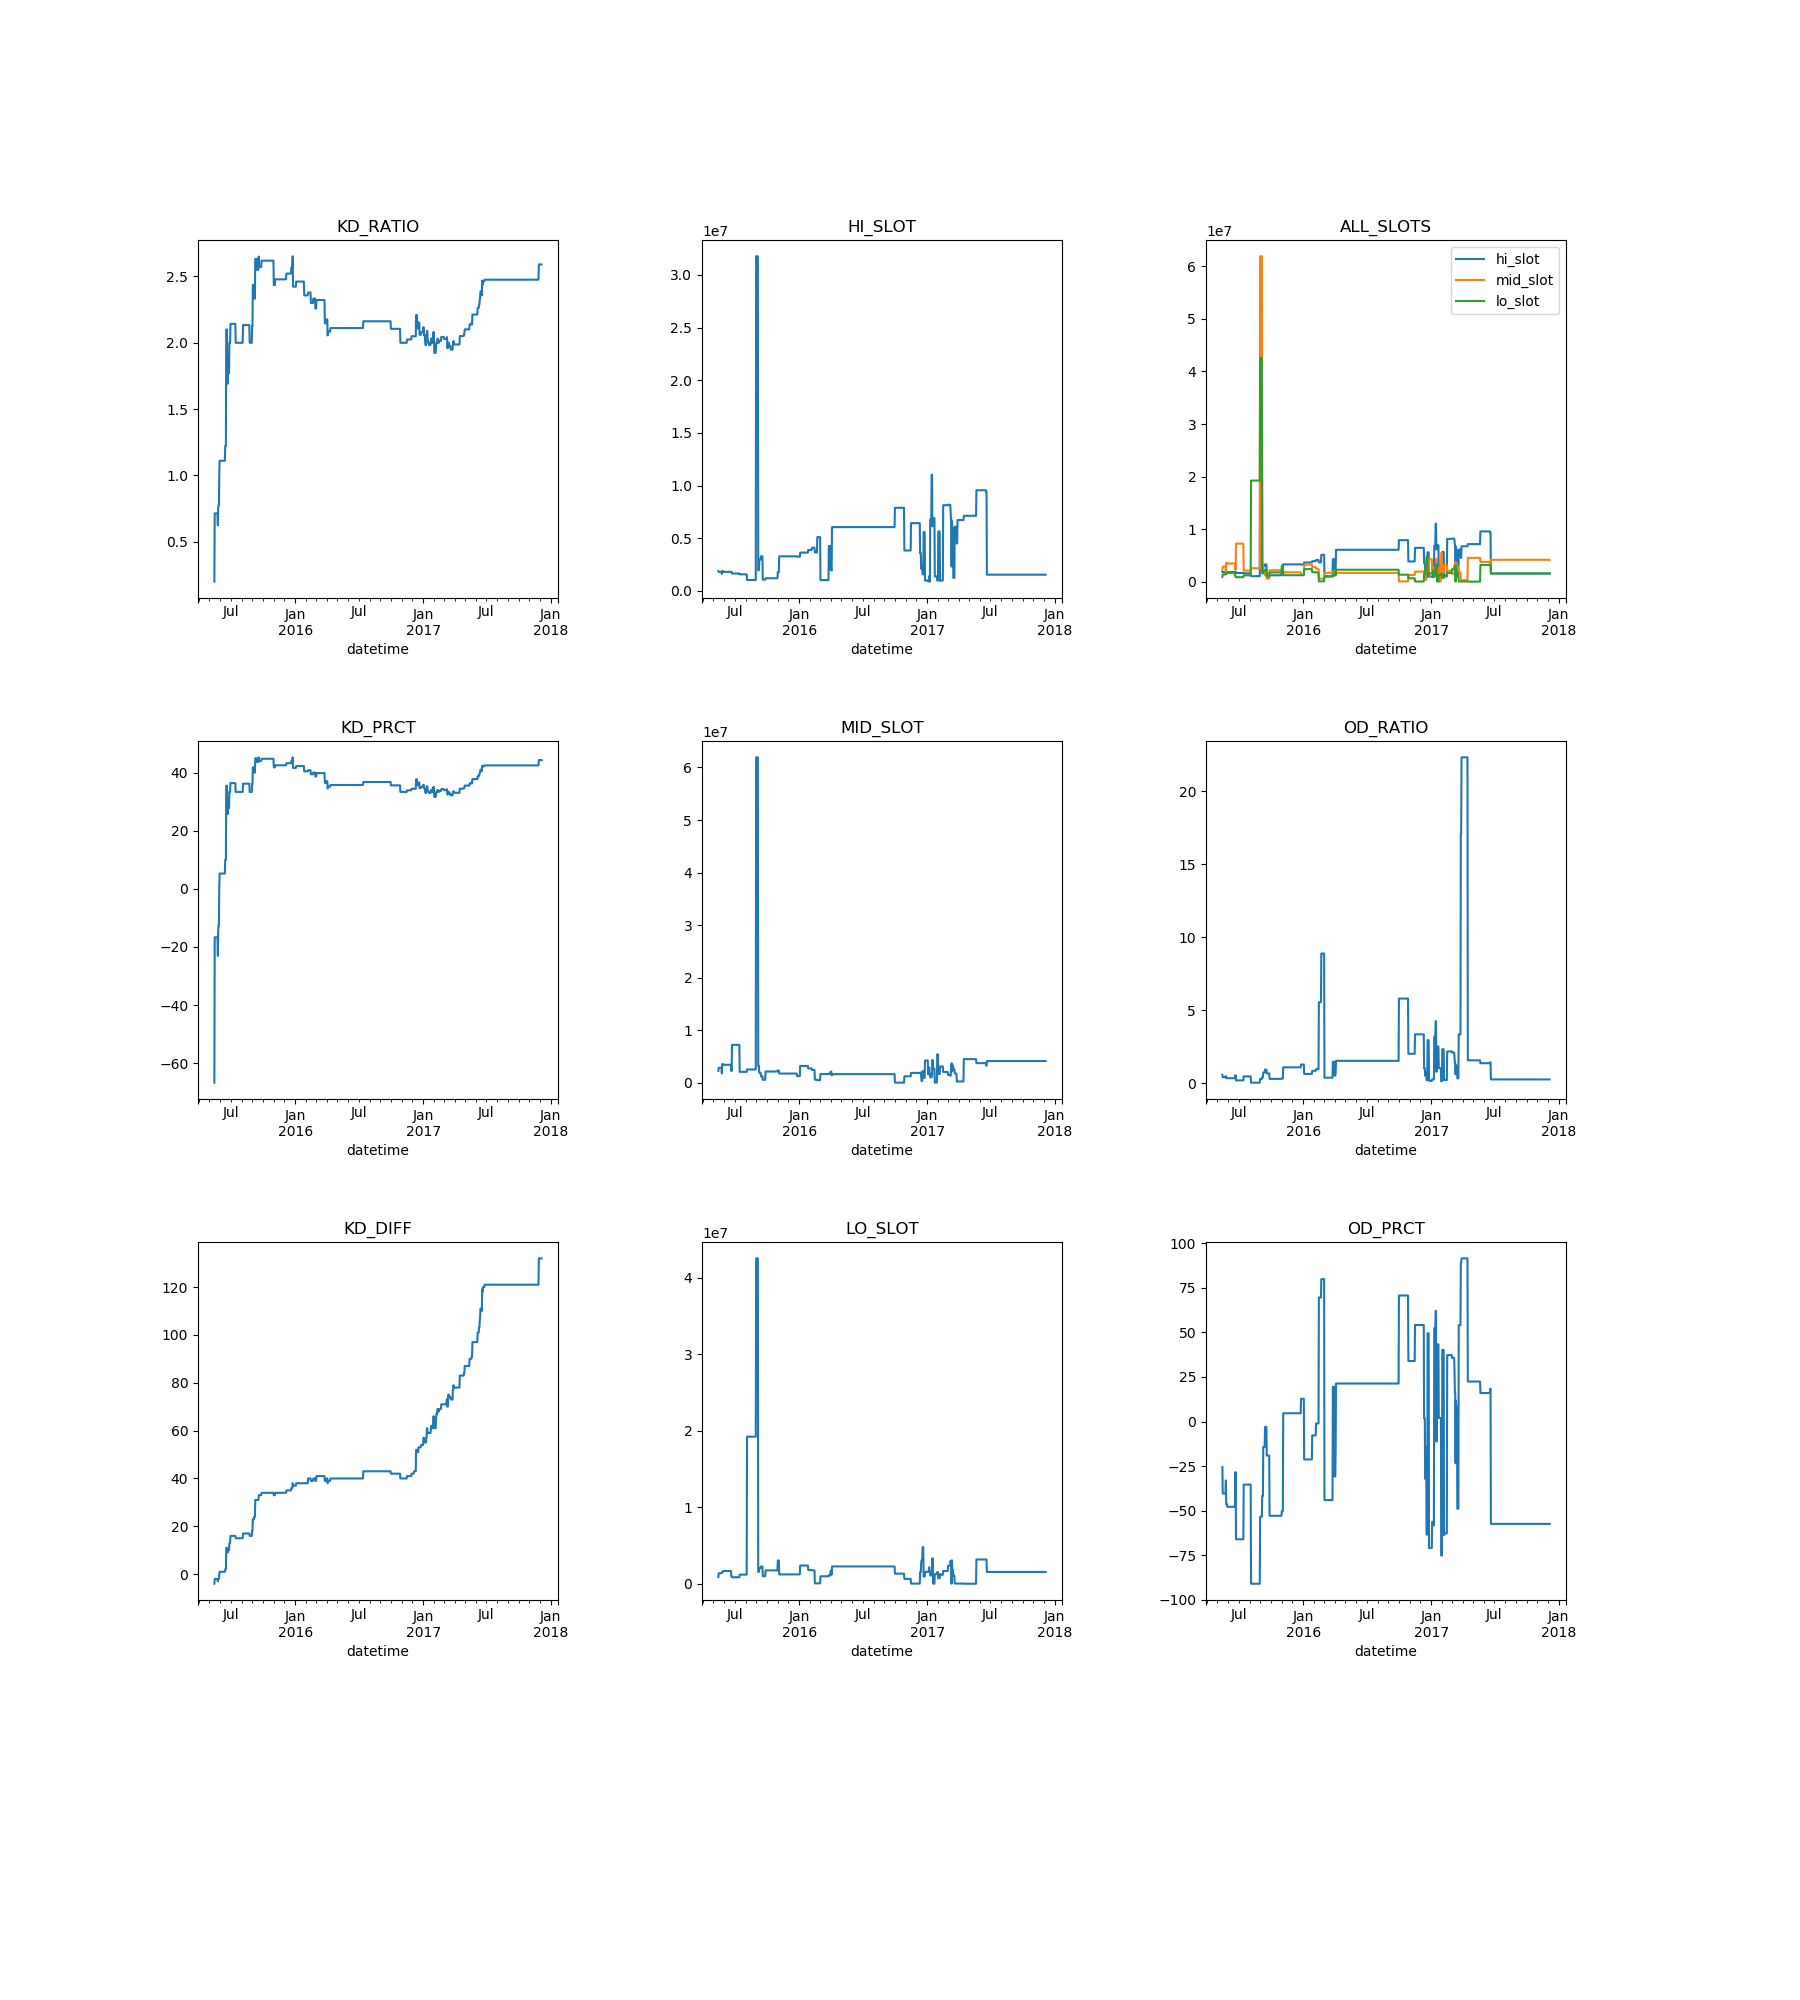 KD_RATIO
2.5
2.0
1.5
1.0
0.5
Jul Jan Jul Jan Jul Jan
2016 2017 2018
datetime
HI_SLOT
1e7
3.0
2.5
2.0
1.5
1.0
0.5
0.0
Jul Jan Jul Jan Jul Jan
2016 2017 2018
datetime
ALL_SLOTS
1e7
6
5
4
3
2
1
0
hi_slot
mid_slot
lo_slot
Jul Jan Jul Jan Jul Jan
2016 2017 2018
datetime
KD_PRCT
40
20
0
−20
−40
−60
Jul Jan Jul Jan Jul Jan
2016 2017 2018
datetime
MID_SLOT
1e7
6
5
4
3
2
1
0
Jul Jan Jul Jan Jul Jan
2016 2017 2018
datetime
OD_RATIO
20
15
10
5
0
Jul Jan Jul Jan Jul Jan
2016 2017 2018
datetime
KD_DIFF
120
100
80
60
40
20
0
Jul Jan Jul Jan Jul Jan
2016 2017 2018
datetime
LO_SLOT
1e7
4
3
2
1
0
Jul Jan Jul Jan Jul Jan
2016 2017 2018
datetime
OD_PRCT
100
75
50
25
0
−25
−50
−75
−100
Jul Jan Jul Jan Jul Jan
2016 2017 2018
datetime